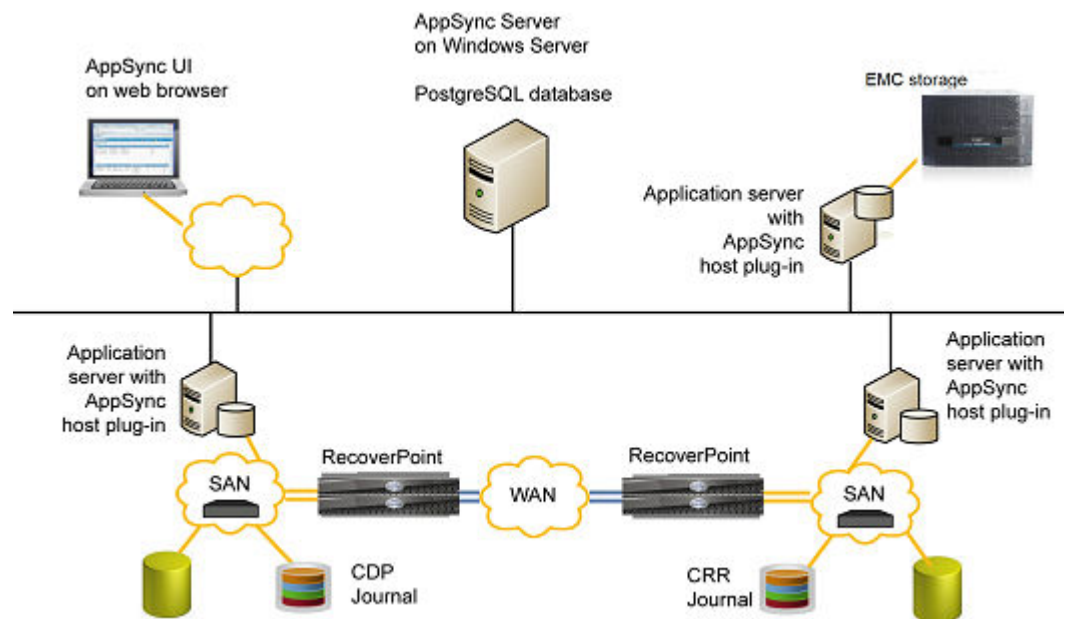 AppSync Server
on Windows Server
PostgreSQL database
AppSync UI
on web browser
EMC storage
Application server
with
AppSync
host plug-in
Application
server with
AppSync
host plug-in
Application
server with
AppSync
host plug-in
RecoverPoint
RecoverPoint
SAN
WAN
SAN
CDP
Journal
CRR
Journal